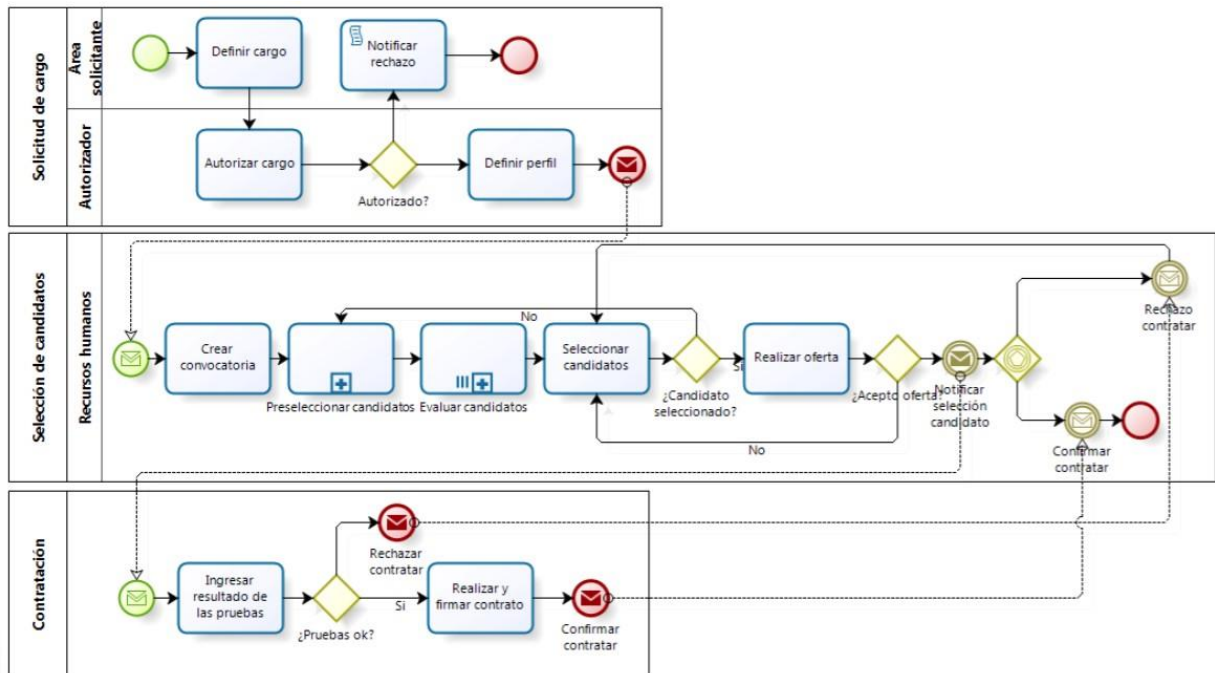 Solicitud de cargo
Área
solicitante
Definir cargo
Notificar
rechazo
Autorizador
Autorizar cargo
Autorizado?
Definir perfil
Selección de candidatos
Recursos humanos
Crear
convocatoria
Preseleccionar candidatos
Evaluar candidatos
Seleccionar
candidatos
No
¿Candidato
seleccionado?
Si
Realizar oferta
¿Acepto oferta?
No
Notificar
selección
candidato
Rechazo
contratar
Confirmar
contratar
Contratación
Ingresar
resultado de
las pruebas
¿Pruebas ok?
Rechazar
contratar
Si
Realizar y
firmar contrato
Confirmar
contratar